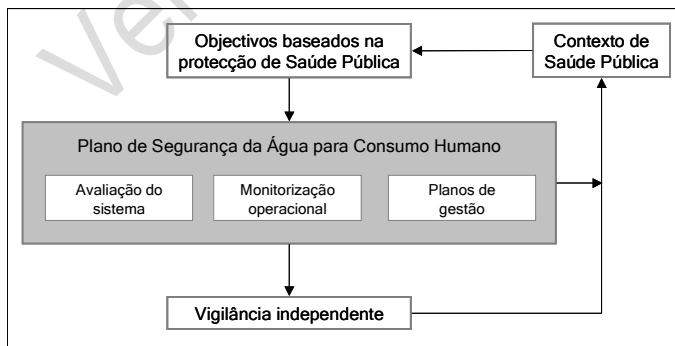 Objectivos baseados na
protecção de Saúde Pública
Contexto de
Saúde Pública
Plano de Segurança da Água para Consumo Humano
Avaliação do
sistema
Monitorização
operacional
Planos de
gestão
Vigilância independente